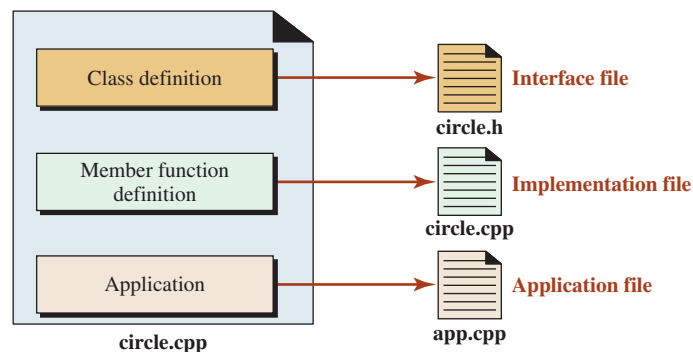 Class definition
Interface file
circle.h
Member function
definition
Implementation file
circle.cpp
Application
Application file
app.cpp
circle.cpp